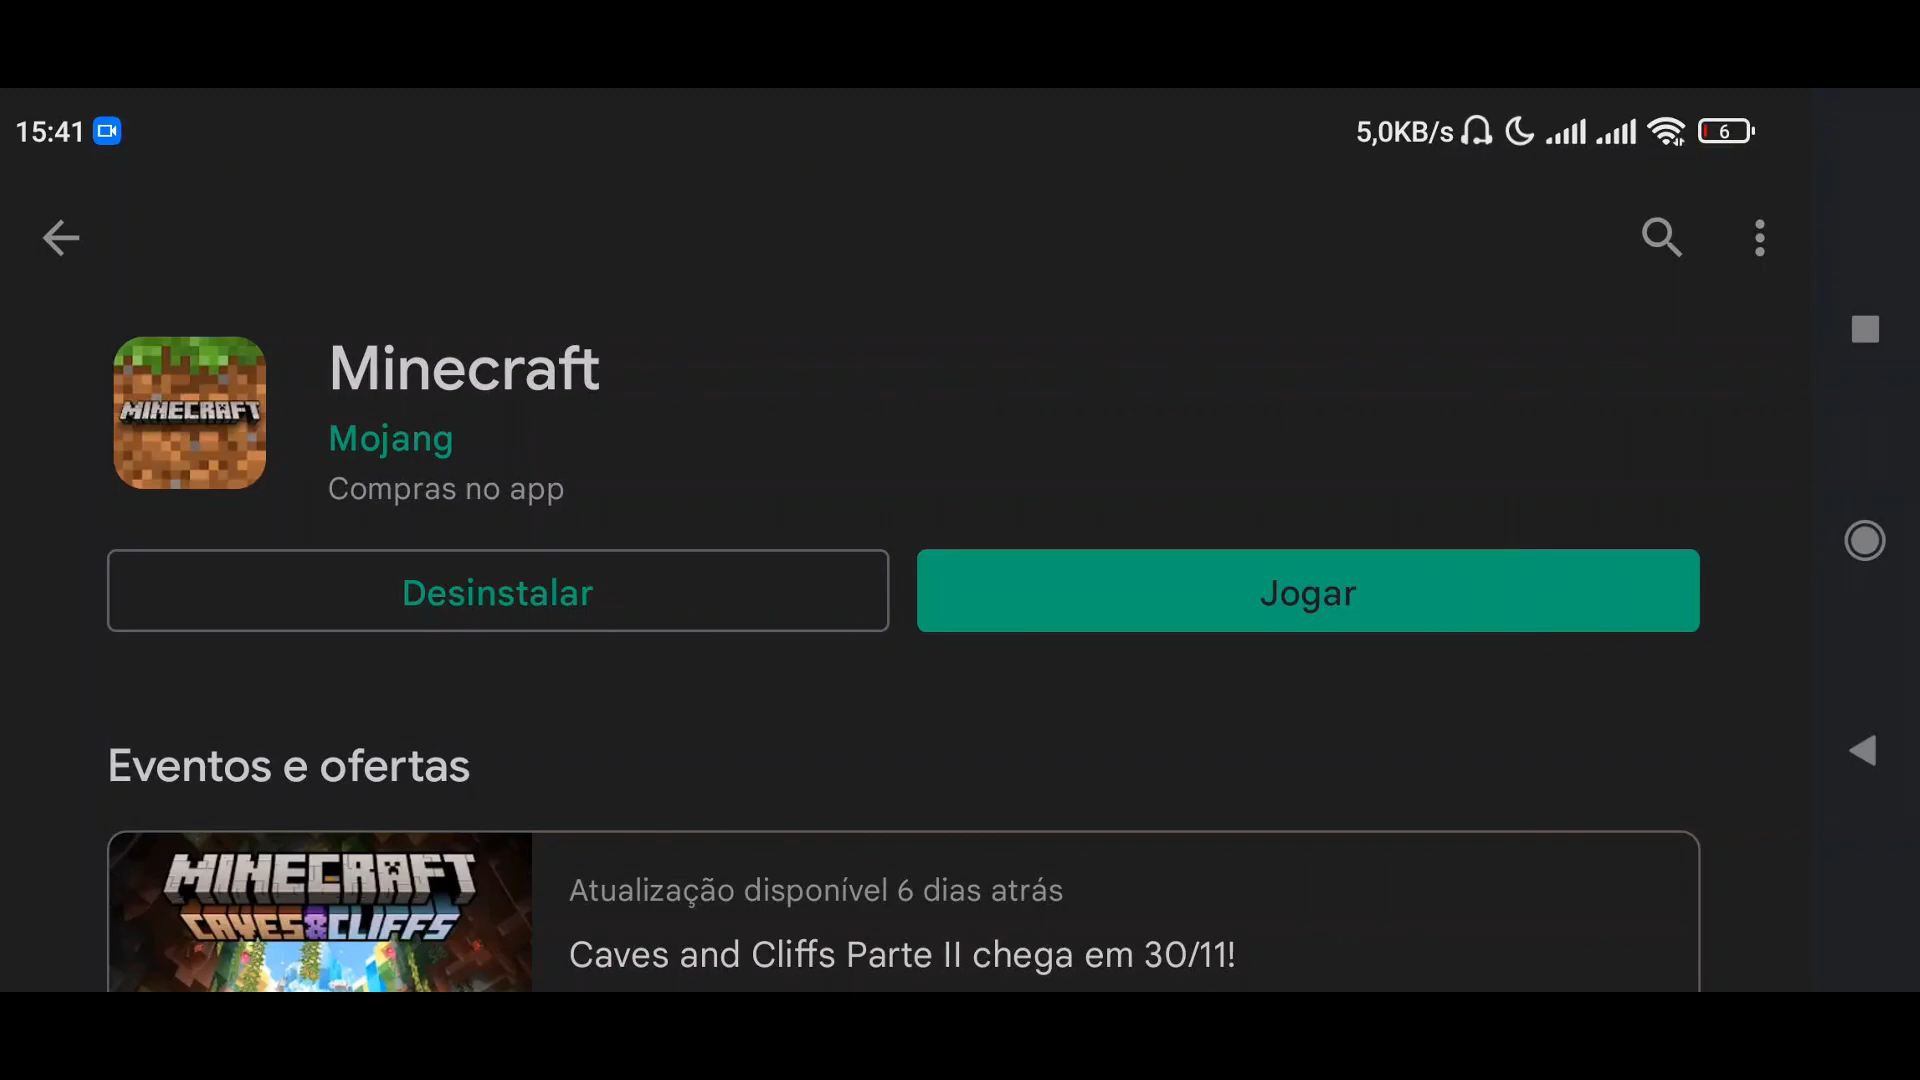 15:41
5,0KB/s
6
Minecraft
MINECRAFT
Mojang
Compras no app
Desinstalar
Jogar
Eventos e ofertas
MINECRAFT
CAVES&CLIFFS
Atualização disponível 6 dias atrás
Caves and Cliffs Parte II chega em 30/11!